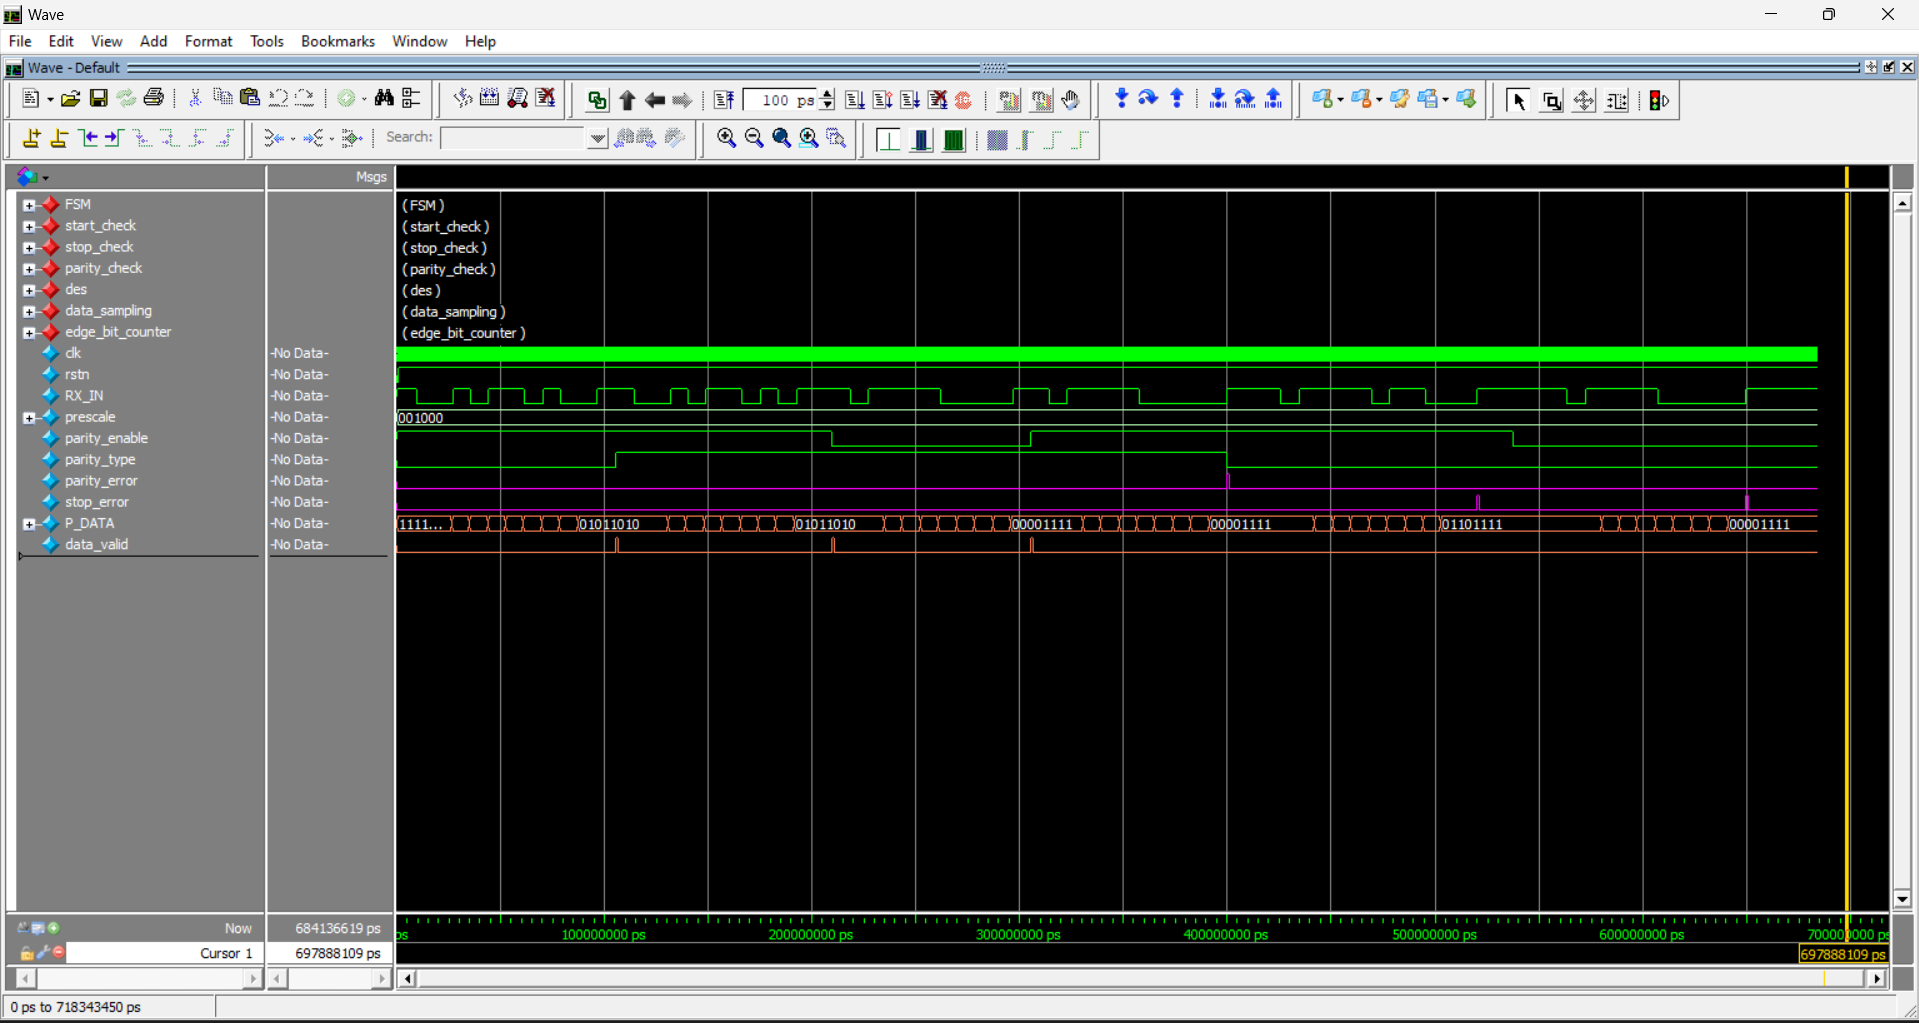 Wave
File Edit View Add Format Tools Bookmarks Window Help
Wave - Default
100 ps
Search:
Msgs
FSM (FSM)
start_check (start_check)
stop_check (stop_check)
parity_check (parity_check)
des (des)
data_sampling (data_sampling)
edge_bit_counter (edge_bit_counter)
clk -No Data-
rstn -No Data-
RX_IN -No Data-
prescale -No Data- 001000
parity_enable -No Data-
parity_type -No Data-
parity_error -No Data-
stop_error -No Data-
P_DATA -No Data- 1111... 01011010 01011010 00001111 00001111 01101111 00001111
data_valid -No Data-
Now 684136619 ps ps 100000000 ps 200000000 ps 300000000 ps 400000000 ps 500000000 ps 600000000 ps 700000000 ps
Cursor 1 697888109 ps 697888109 ps
0 ps to 718343450 ps